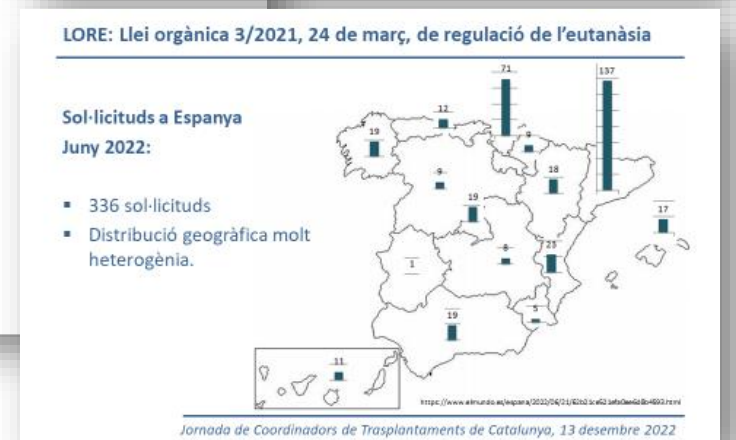 LORE: Llei orgànica 3/2021, 24 de març, de regulació de l'eutanàsia
Sol·licituds a Espanya
Juny 2022:
▪ 336 sol·licituds
▪ Distribució geogràfica molt
heterogènia.
71
137
12
19
9
9
18
19
17
8
23
1
5
19
11
Jornada de Coordinadors de Trasplantaments de Catalunya, 13 desembre 2022